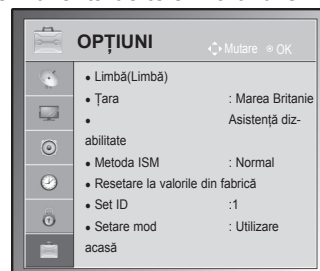 OPȚIUNI
Mutare OK
• Limbă(Limbă)
• Țara : Marea Britanie
• Asistență diz-
abilitate
• Metoda ISM : Normal
• Resetare la valorile din fabrică
• Set ID :1
• Setare mod : Utilizare
acasă